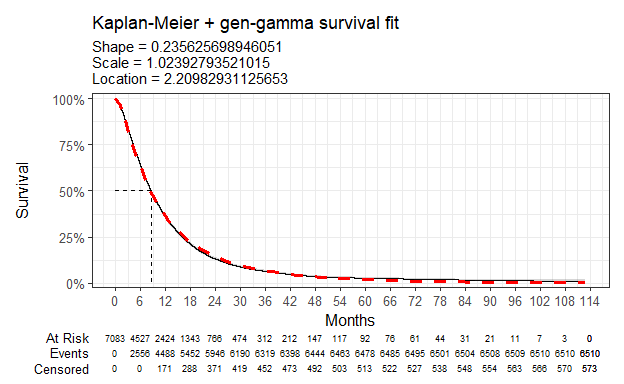 Kaplan-Meier + gen-gamma survival fit
Shape = 0.235625698946051
Scale = 1.02392793521015
Location = 2.20982931125653
100%
75%
50%
25%
0%
Survival
0 6 12 18 24 30 36 42 48 54 60 66 72 78 84 90 96 102 108 114
Months
At Risk 7083 4527 2424 1343 766 474 312 212 147 117 92 76 61 44 31 21 11 7 3 0
Events 0 2556 4488 5452 5946 6190 6319 6398 6444 6463 6478 6485 6495 6501 6504 6508 6509 6510 6510 6510
Censored 0 0 171 288 371 419 452 473 492 503 513 522 527 538 548 554 563 566 570 573